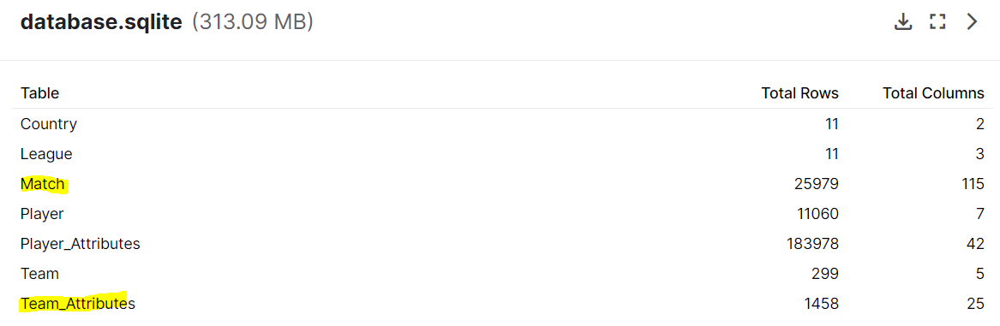 database.sqlite (313.09 MB)
Table Total Rows Total Columns
Country 11 2
League 11 3
Match 25979 115
Player 11060 7
Player_Attributes 183978 42
Team 299 5
Team_Attributes 1458 25